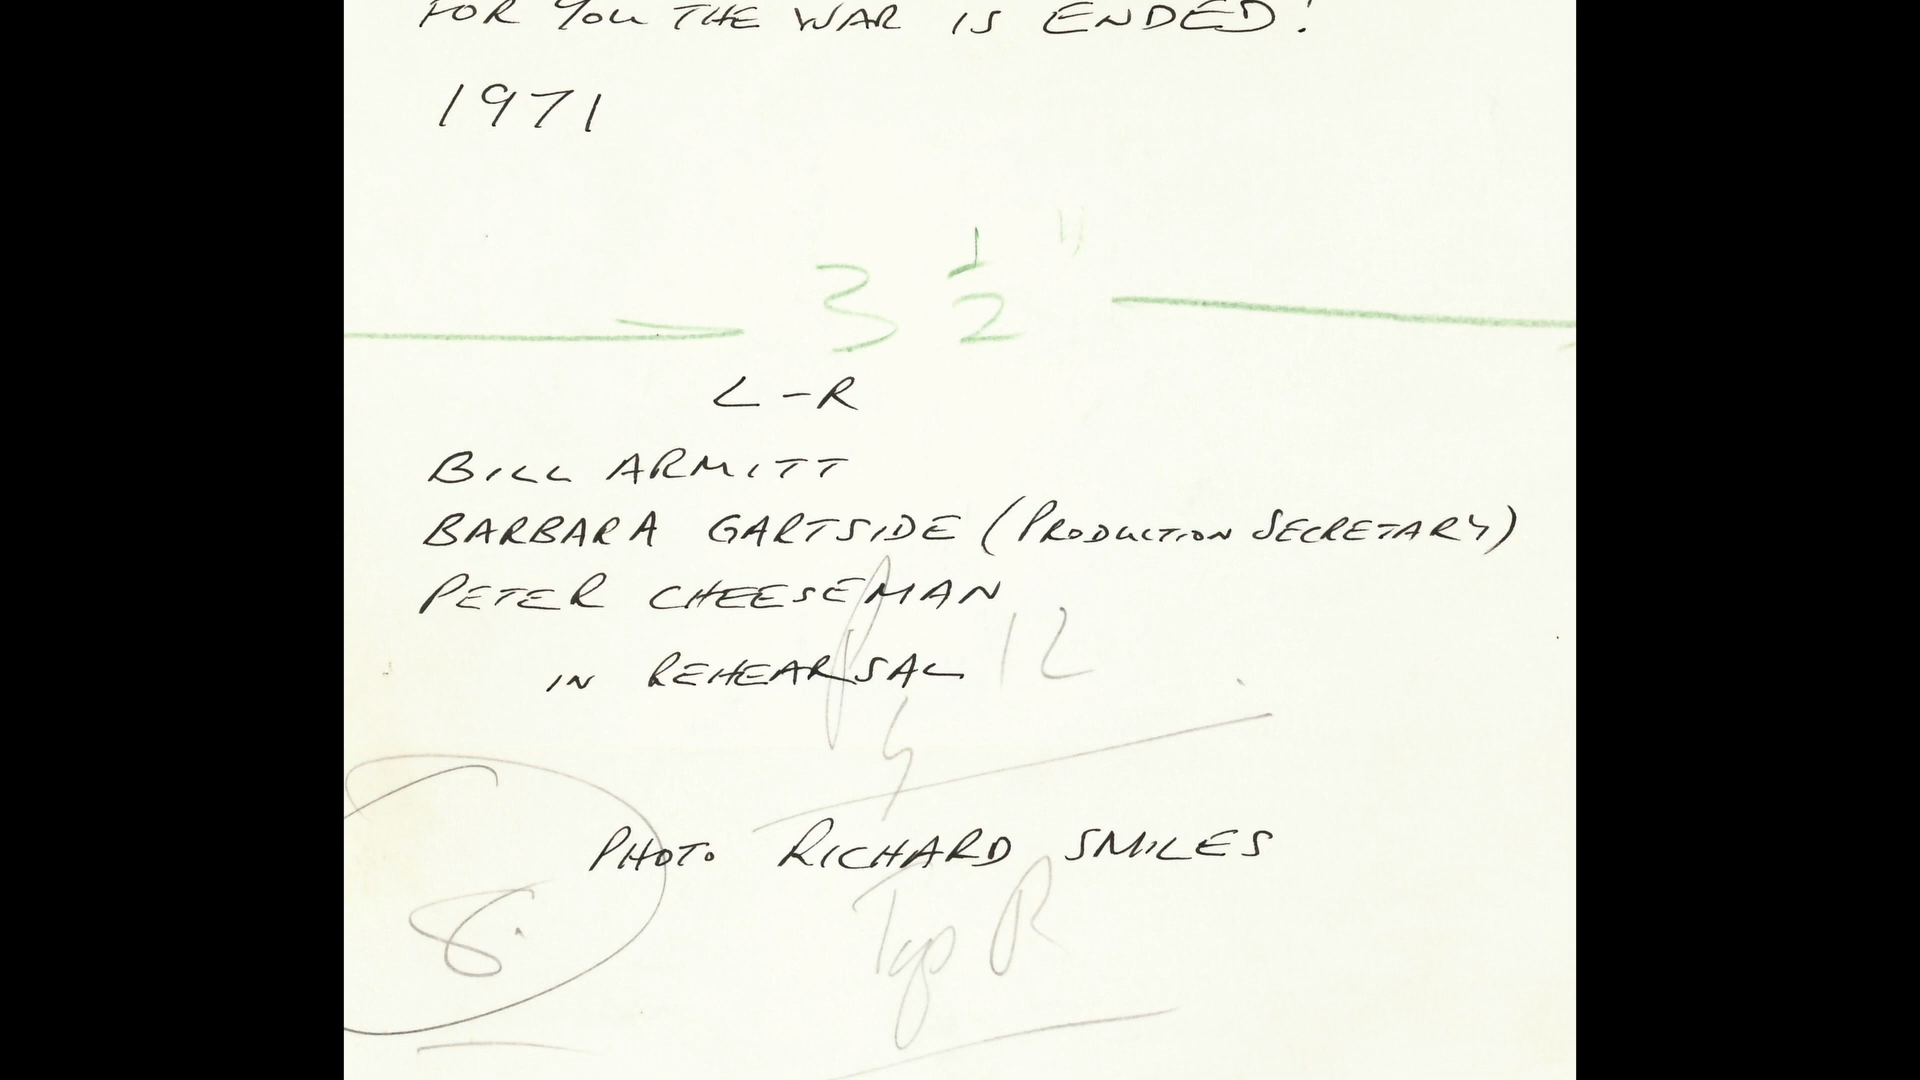 FOR YOU THE WAR IS ENDED!
1971
3 1/2 "
L-R
BILL ARMITT
BARBARA GARTSIDE (PRODUCTION SECRETARY)
PETER CHEESEMAN
12
IN REHEARSAL
PHOTO RICHARD SMILES
8.
Top R